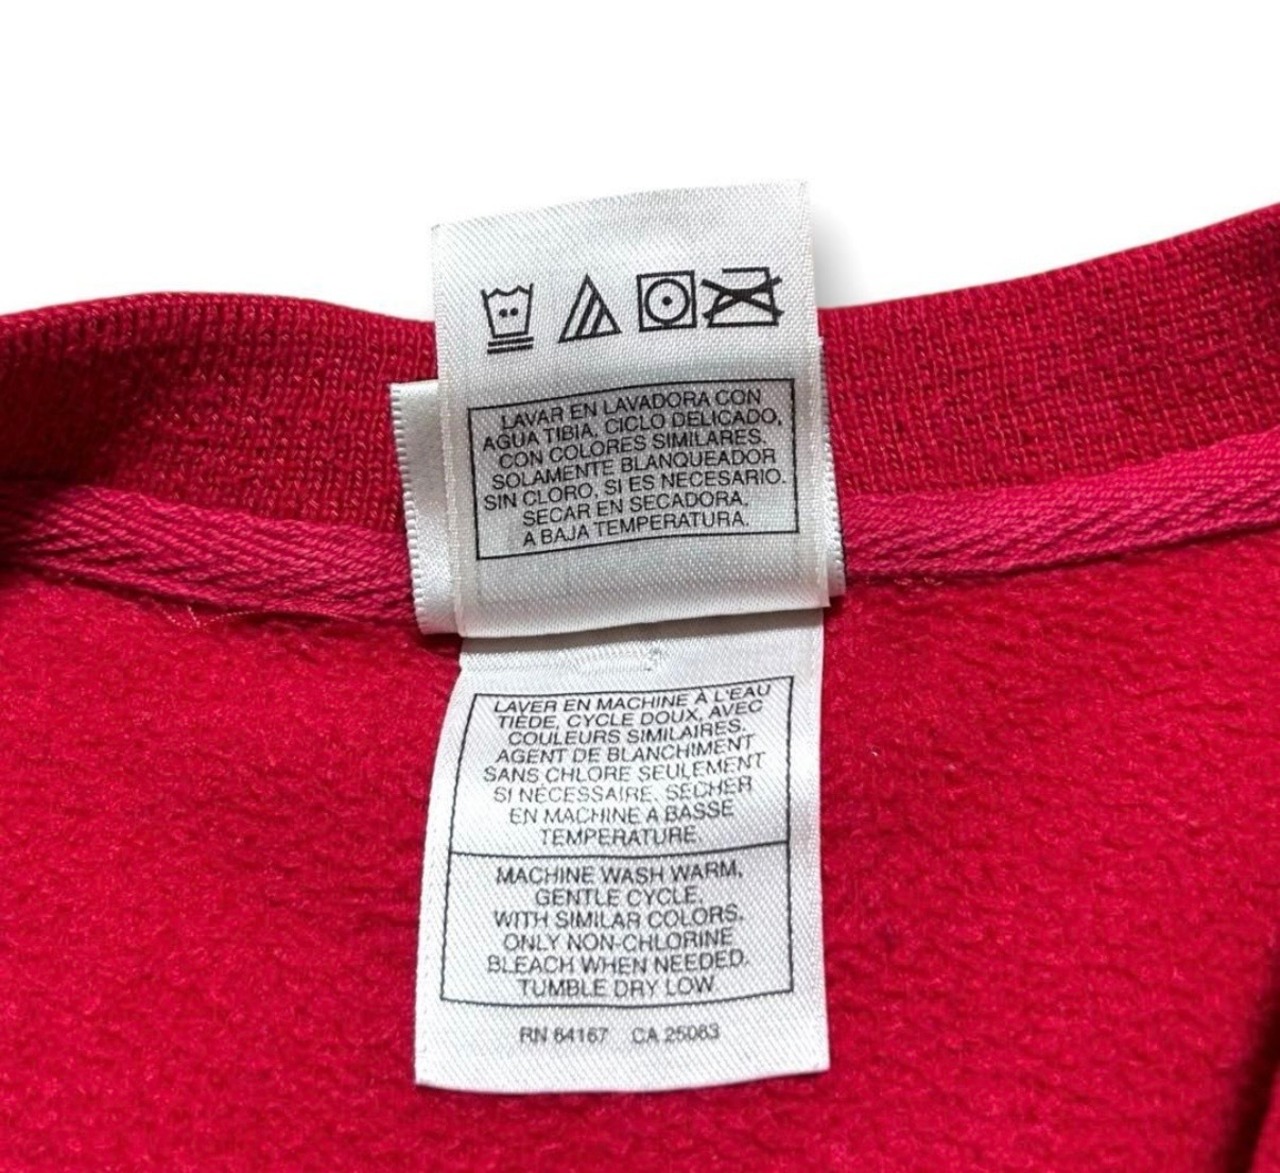 LAVAR EN LAVADORA CON
AGUA TIBIA, CICLO DELICADO,
CON COLORES SIMILARES.
SOLAMENTE BLANQUEADOR
SIN CLORO, SI ES NECESARIO.
SECAR EN SECADORA,
A BAJA TEMPERATURA.
LAVER EN MACHINE À L'EAU
TIÈDE, CYCLE DOUX, AVEC
COULEURS SIMILAIRES.
AGENT DE BLANCHIMENT
SANS CHLORE SEULEMENT
SI NÉCESSAIRE. SÉCHER
EN MACHINE A BASSE
TEMPERATURE.
MACHINE WASH WARM,
GENTLE CYCLE,
WITH SIMILAR COLORS.
ONLY NON-CHLORINE
BLEACH WHEN NEEDED.
TUMBLE DRY LOW.
RN 64167 CA 25083